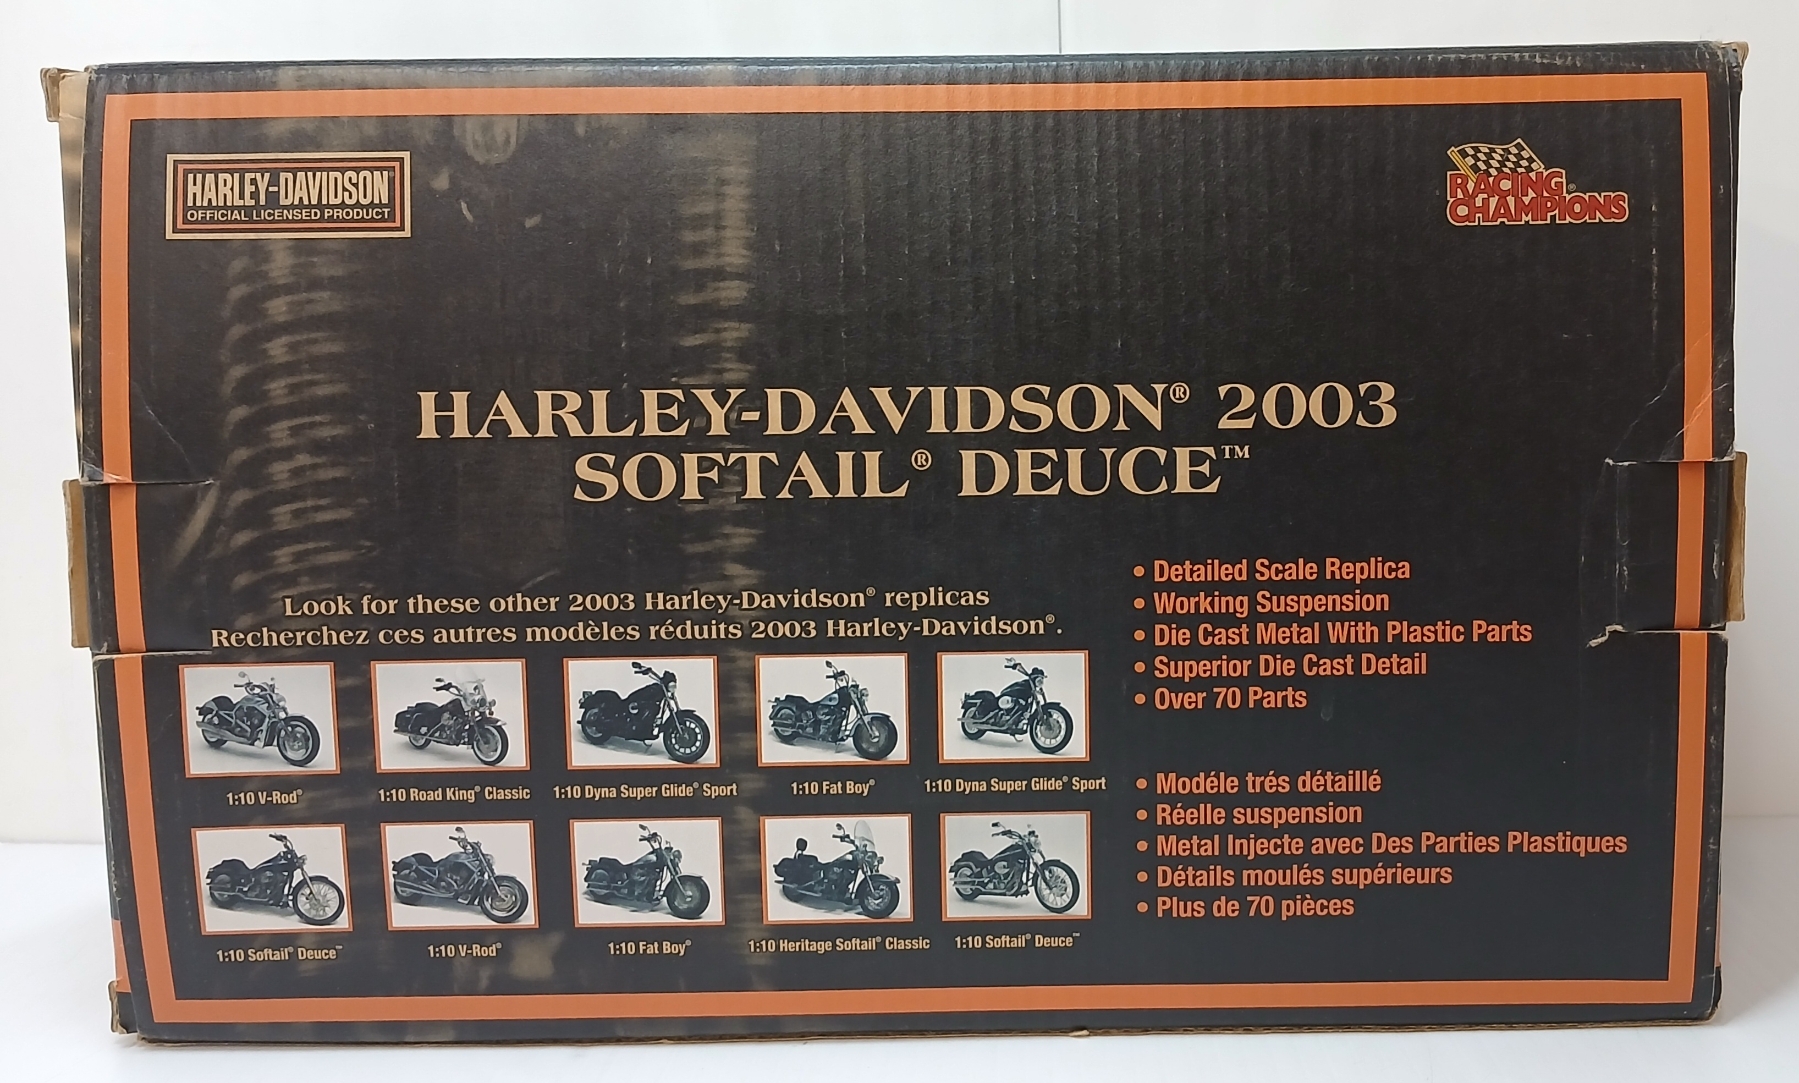 HARLEY-DAVIDSON®
OFFICIAL LICENSED PRODUCT
RACING®
CHAMPIONS
HARLEY-DAVIDSON® 2003
SOFTAIL® DEUCE™
Look for these other 2003 Harley-Davidson® replicas
Recherchez ces autres modèles réduits 2003 Harley-Davidson®.
1:10 V-Rod®
1:10 Road King® Classic
1:10 Dyna Super Glide® Sport
1:10 Fat Boy®
1:10 Dyna Super Glide® Sport
1:10 Softail® Deuce™
1:10 V-Rod®
1:10 Fat Boy®
1:10 Heritage Softail® Classic
1:10 Softail® Deuce™
• Detailed Scale Replica
• Working Suspension
• Die Cast Metal With Plastic Parts
• Superior Die Cast Detail
• Over 70 Parts
• Modéle trés détaillé
• Réelle suspension
• Metal Injecte avec Des Parties Plastiques
• Détails moulés supérieurs
• Plus de 70 pièces